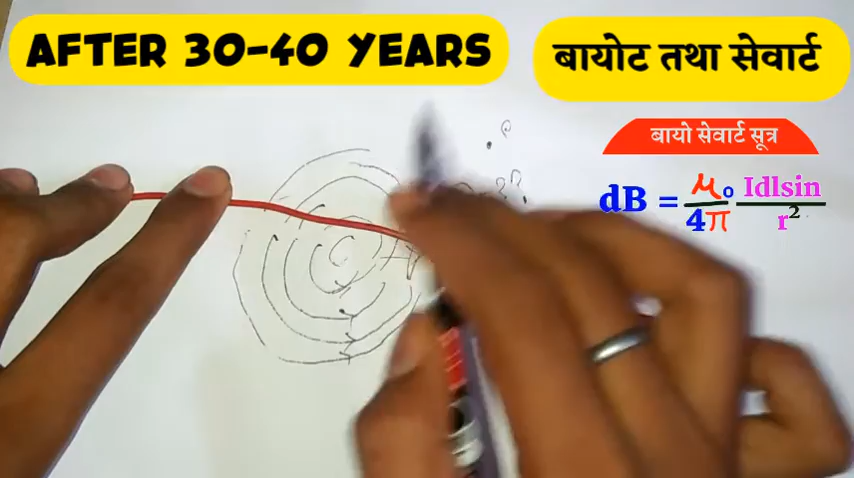 AFTER 30-40 YEARS
बायोट तथा सेवार्ट
बायो सेवार्ट सूत्र
dB = μ₀/4π Idlsin/r²
P